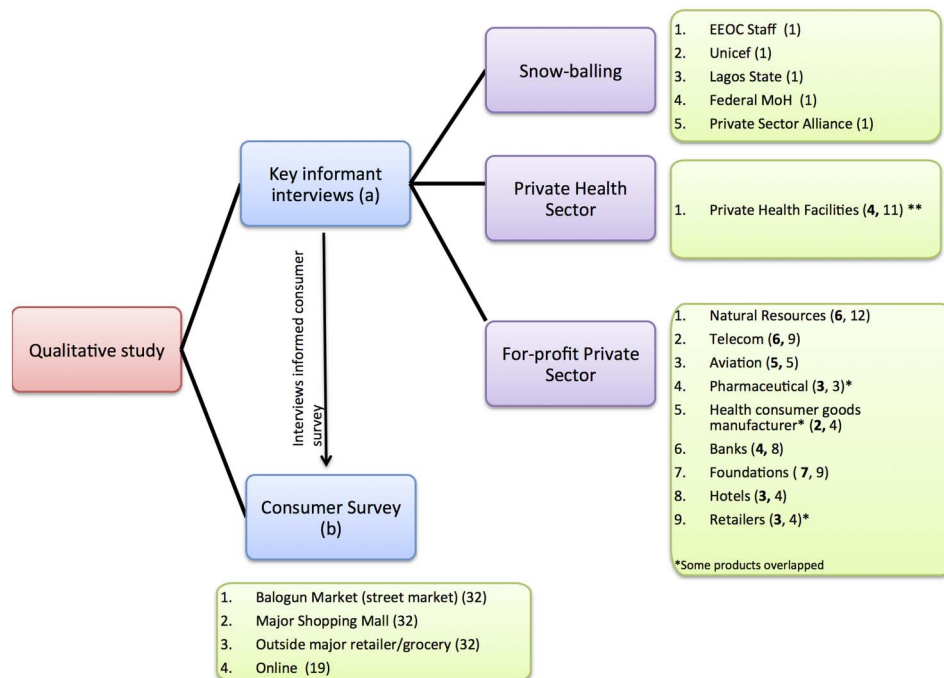 Qualitative study
Key informant
interviews (a)
Interviews informed consumer
survey
Consumer Survey
(b)
1. Balogun Market (street market) (32)
2. Major Shopping Mall (32)
3. Outside major retailer/grocery (32)
4. Online (19)
Snow-balling
1. EEOC Staff (1)
2. Unicef (1)
3. Lagos State (1)
4. Federal MoH (1)
5. Private Sector Alliance (1)
Private Health
Sector
1. Private Health Facilities (4, 11) **
For-profit Private
Sector
1. Natural Resources (6, 12)
2. Telecom (6, 9)
3. Aviation (5, 5)
4. Pharmaceutical (3, 3)*
5. Health consumer goods
manufacturer* (2, 4)
6. Banks (4, 8)
7. Foundations ( 7, 9)
8. Hotels (3, 4)
9. Retailers (3, 4)*
*Some products overlapped